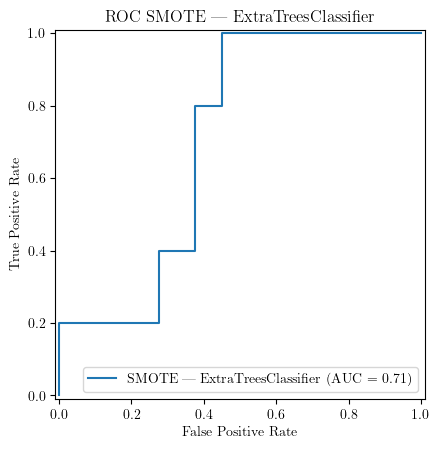 ROC SMOTE — ExtraTreesClassifier
1.0
0.8
0.6
0.4
0.2
0.0
True Positive Rate
SMOTE — ExtraTreesClassifier (AUC = 0.71)
0.0 0.2 0.4 0.6 0.8 1.0
False Positive Rate